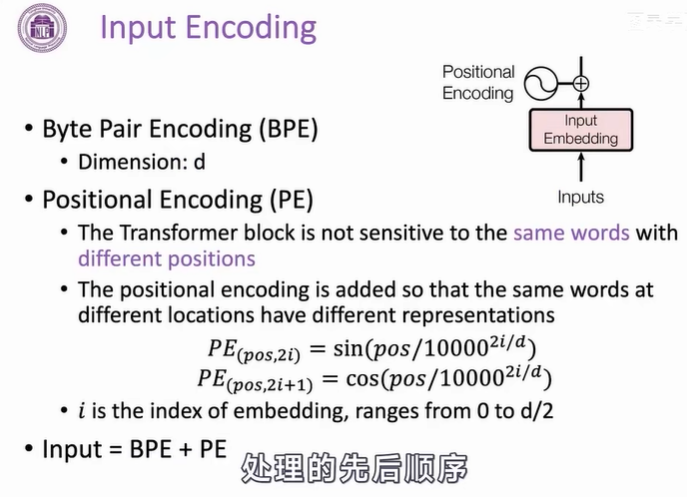 NLP
Input Encoding
Positional
Encoding
Input
Embedding
Inputs
• Byte Pair Encoding (BPE)
• Dimension: d
• Positional Encoding (PE)
• The Transformer block is not sensitive to the same words with
different positions
• The positional encoding is added so that the same words at
different locations have different representations
PE(pos,2i) = sin(pos/10000^2i/d)
PE(pos,2i+1) = cos(pos/10000^2i/d)
• i is the index of embedding, ranges from 0 to d/2
• Input = BPE + PE
处理的先后顺序